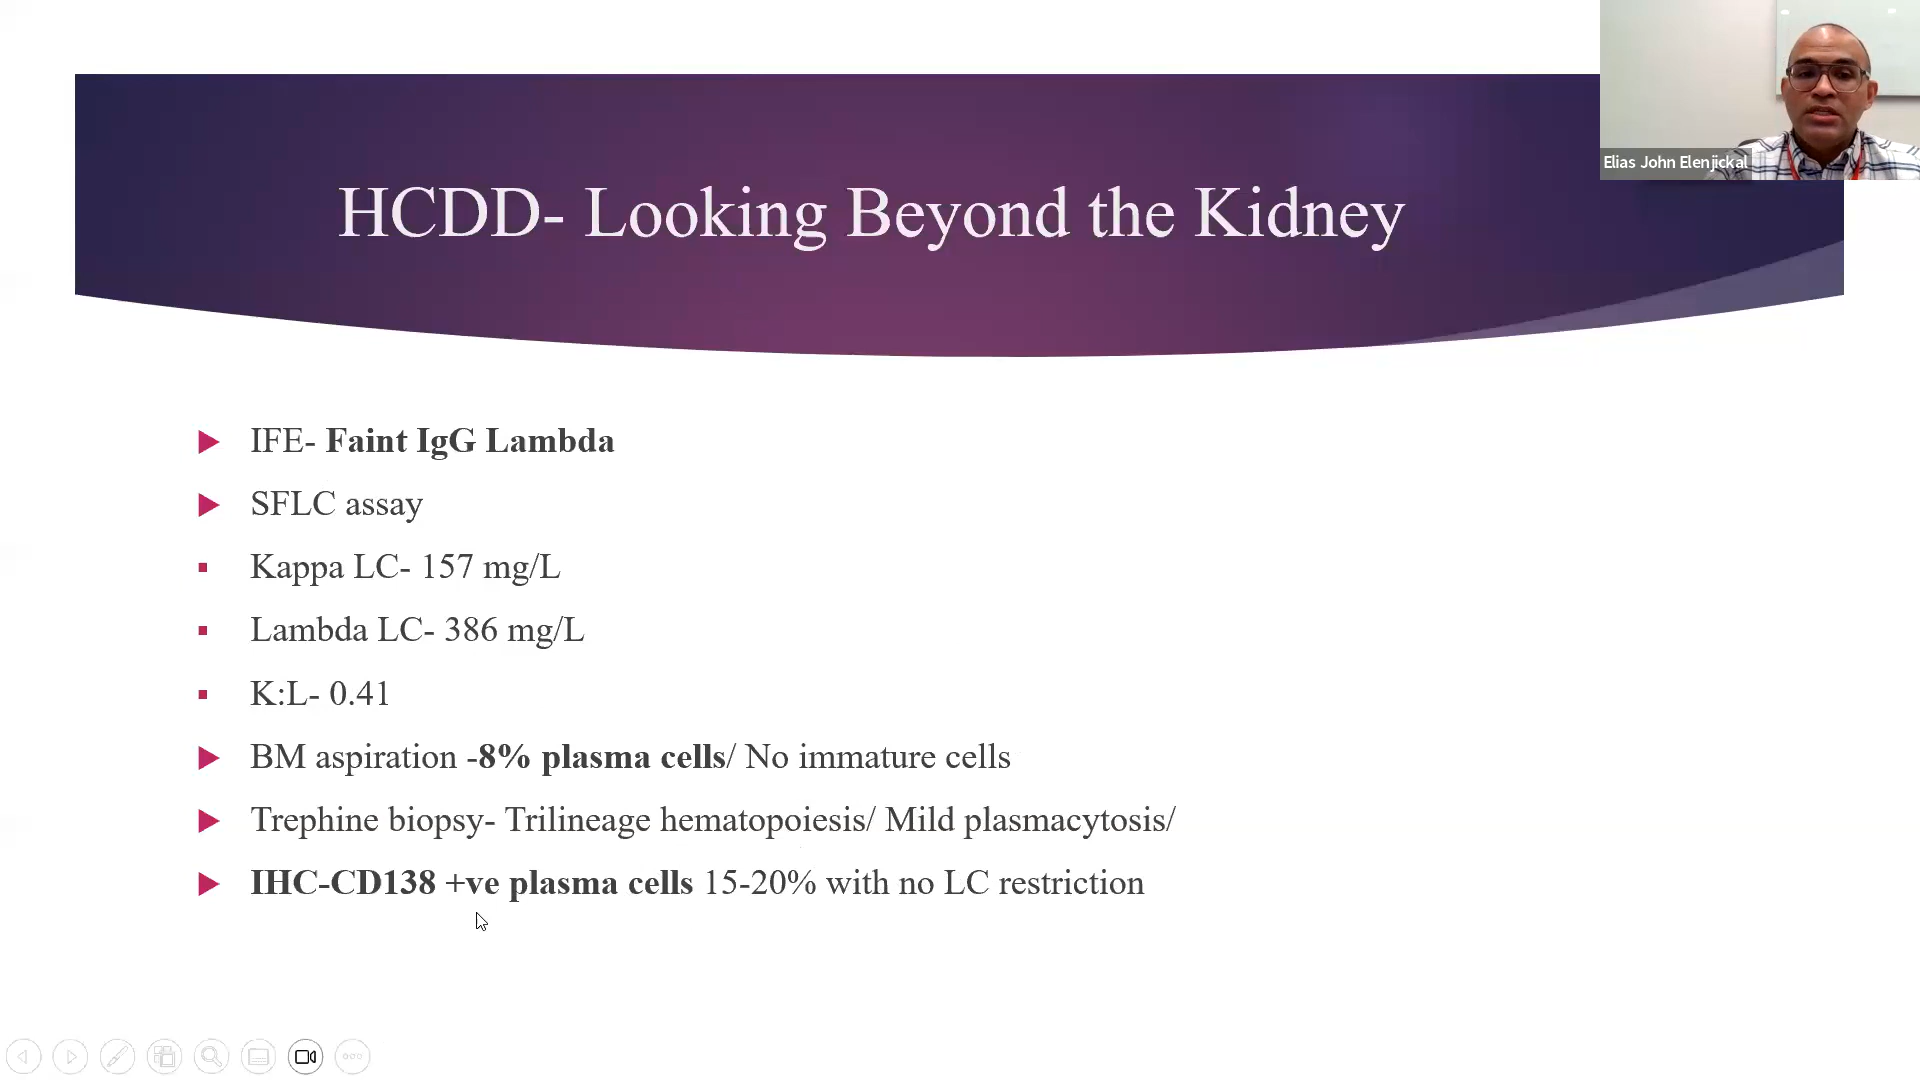 Elias John Elenjickal
HCDD- Looking Beyond the Kidney
IFE- Faint IgG Lambda
SFLC assay
Kappa LC- 157 mg/L
Lambda LC- 386 mg/L
K:L- 0.41
BM aspiration -8% plasma cells/ No immature cells
Trephine biopsy- Trilineage hematopoiesis/ Mild plasmacytosis/
IHC-CD138 +ve plasma cells 15-20% with no LC restriction